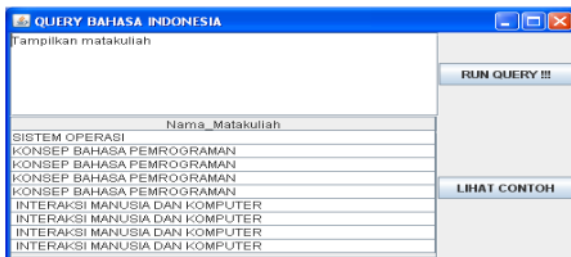 QUERY BAHASA INDONESIA
Tampilkan matakuliah
RUN QUERY !!!
Nama_Matakuliah
SISTEM OPERASI
KONSEP BAHASA PEMROGRAMAN
KONSEP BAHASA PEMROGRAMAN
KONSEP BAHASA PEMROGRAMAN
KONSEP BAHASA PEMROGRAMAN
LIHAT CONTOH
INTERAKSI MANUSIA DAN KOMPUTER
INTERAKSI MANUSIA DAN KOMPUTER
INTERAKSI MANUSIA DAN KOMPUTER
INTERAKSI MANUSIA DAN KOMPUTER